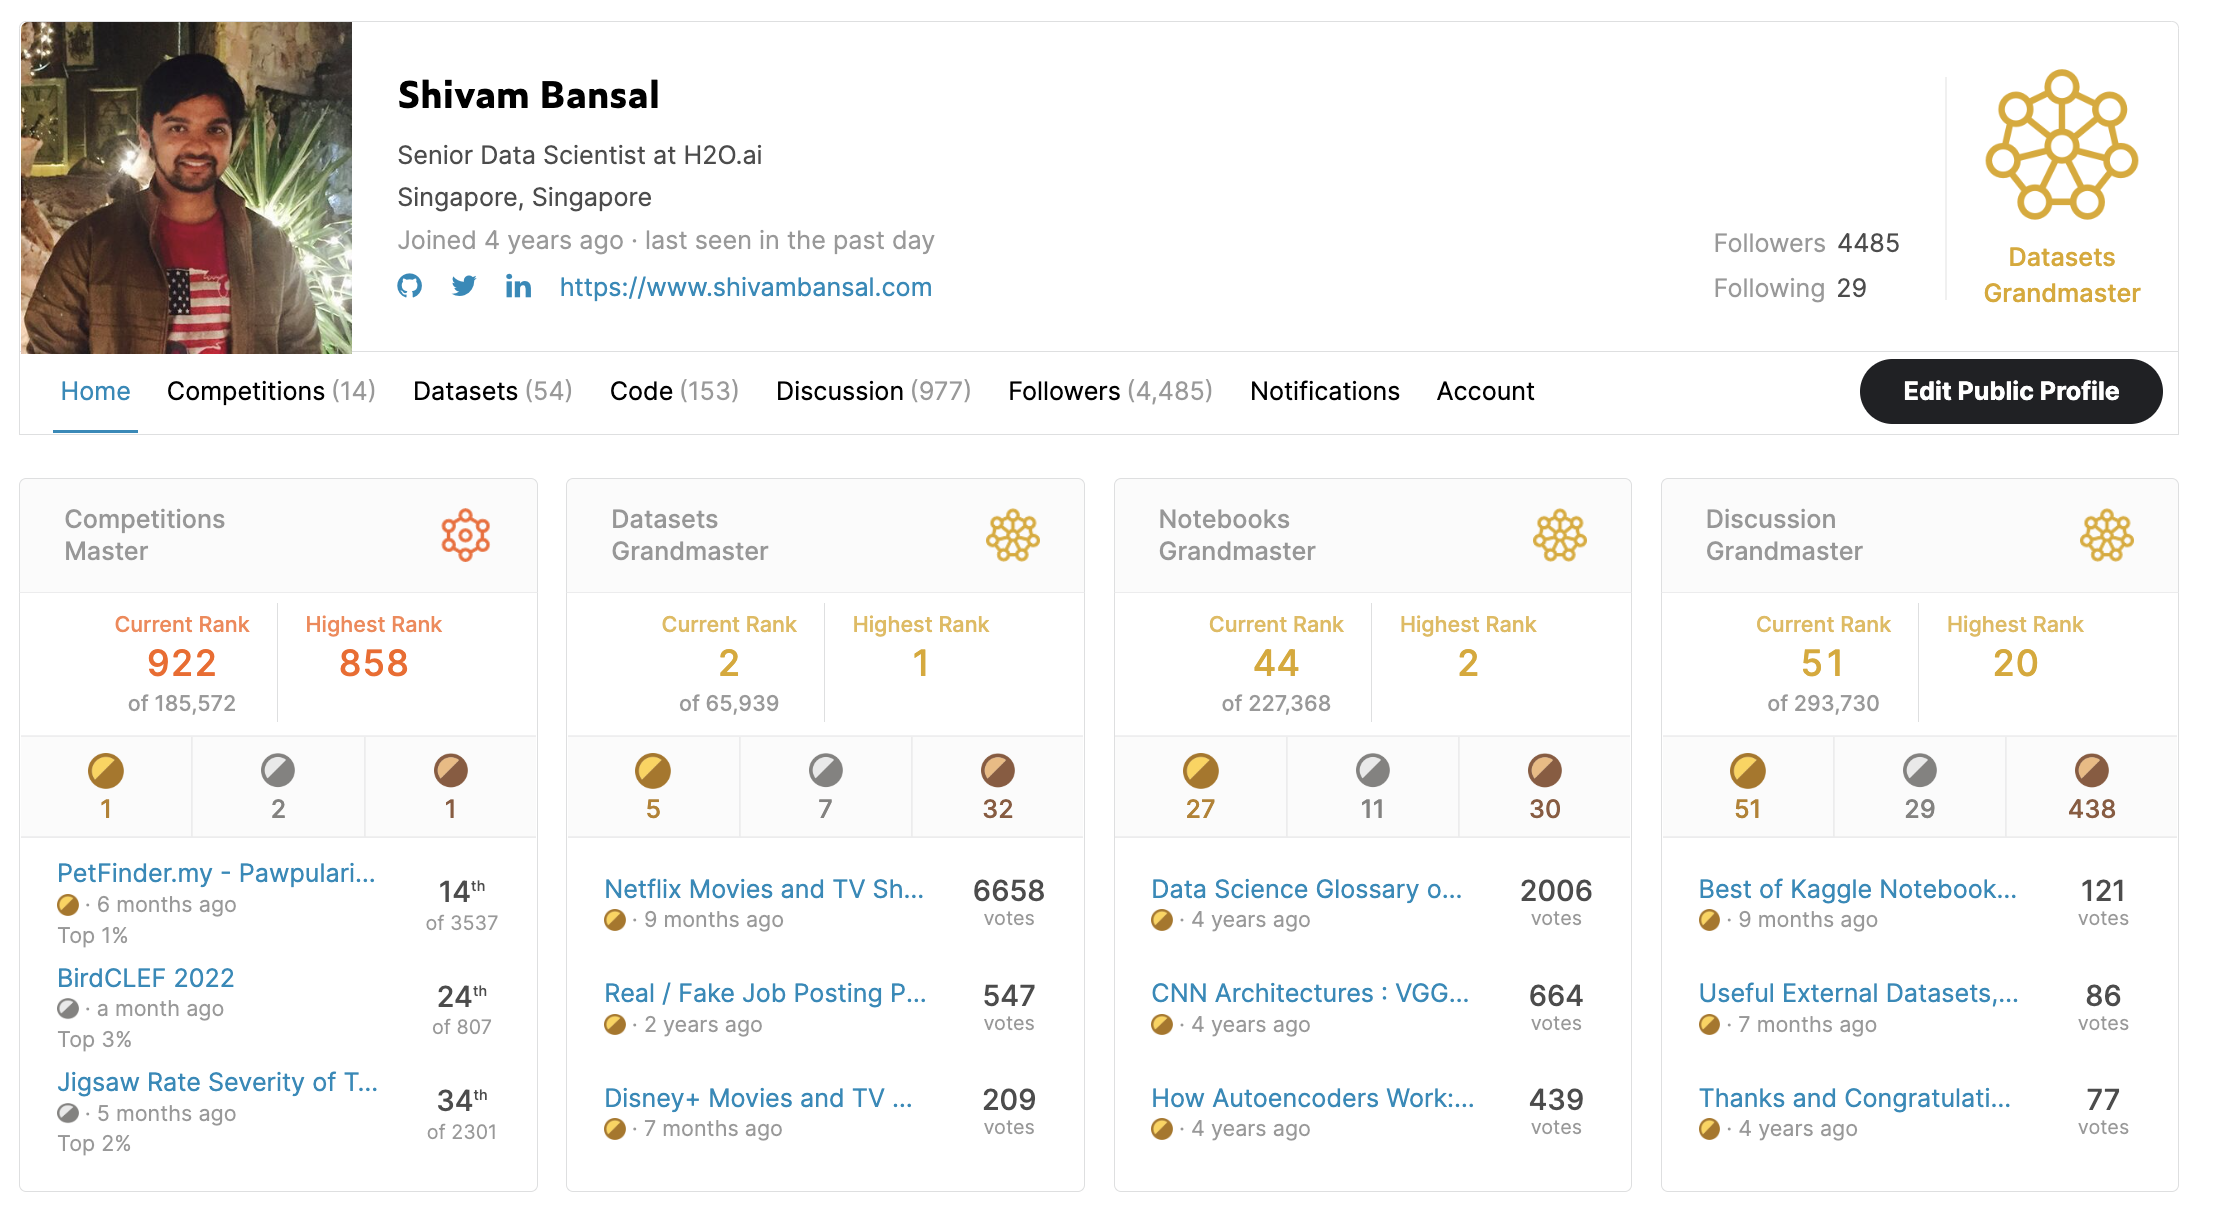 Shivam Bansal
Senior Data Scientist at H2O.ai
Singapore, Singapore
Joined 4 years ago · last seen in the past day
in https://www.shivambansal.com
Followers 4485
Following 29
Datasets
Grandmaster
Home Competitions (14) Datasets (54) Code (153) Discussion (977) Followers (4,485) Notifications Account Edit Public Profile
Competitions
Master
Current Rank Highest Rank
922 858
of 185,572
1 2 1
PetFinder.my - Pawpulari...
14th
· 6 months ago
of 3537
Top 1%
BirdCLEF 2022
24th
· a month ago
of 807
Top 3%
Jigsaw Rate Severity of T...
34th
· 5 months ago
of 2301
Top 2%
Datasets
Grandmaster
Current Rank Highest Rank
2 1
of 65,939
5 7 32
Netflix Movies and TV Sh... 6658
· 9 months ago votes
Real / Fake Job Posting P... 547
· 2 years ago votes
Disney+ Movies and TV ... 209
· 7 months ago votes
Notebooks
Grandmaster
Current Rank Highest Rank
44 2
of 227,368
27 11 30
Data Science Glossary o... 2006
· 4 years ago votes
CNN Architectures : VGG... 664
· 4 years ago votes
How Autoencoders Work:... 439
· 4 years ago votes
Discussion
Grandmaster
Current Rank Highest Rank
51 20
of 293,730
51 29 438
Best of Kaggle Notebook... 121
· 9 months ago votes
Useful External Datasets,... 86
· 7 months ago votes
Thanks and Congratulati... 77
· 4 years ago votes